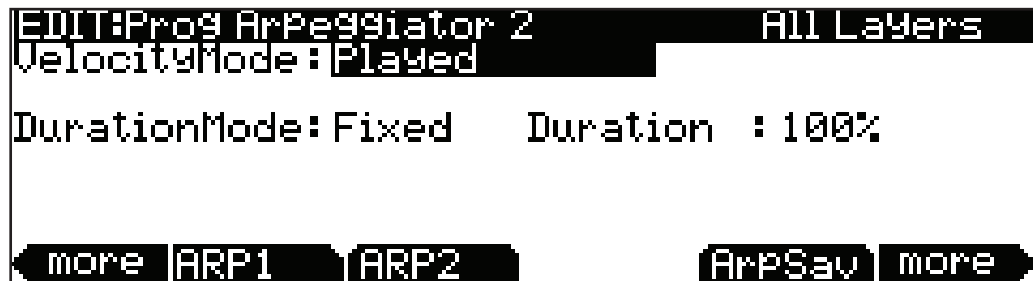 EDIT:Prog Arpeggiator 2 All Layers
VelocityMode:Played
DurationMode:Fixed Duration :100%
more ARP1 ARP2 ArpSav more